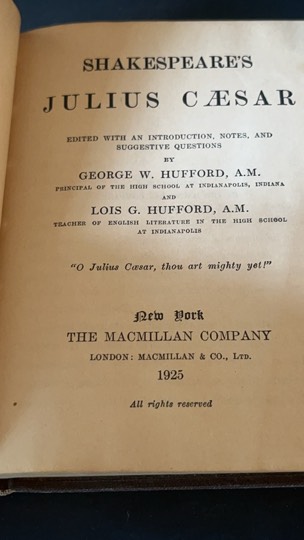 SHAKESPEARE'S
JULIUS CÆSAR
EDITED WITH AN INTRODUCTION, NOTES, AND
SUGGESTIVE QUESTIONS
BY
GEORGE W. HUFFORD, A.M.
PRINCIPAL OF THE HIGH SCHOOL AT INDIANAPOLIS, INDIANA
AND
LOIS G. HUFFORD, A.M.
TEACHER OF ENGLISH LITERATURE IN THE HIGH SCHOOL
AT INDIANAPOLIS
"O Julius Cæsar, thou art mighty yet!"
New York
THE MACMILLAN COMPANY
LONDON: MACMILLAN & CO., LTD.
1925
All rights reserved